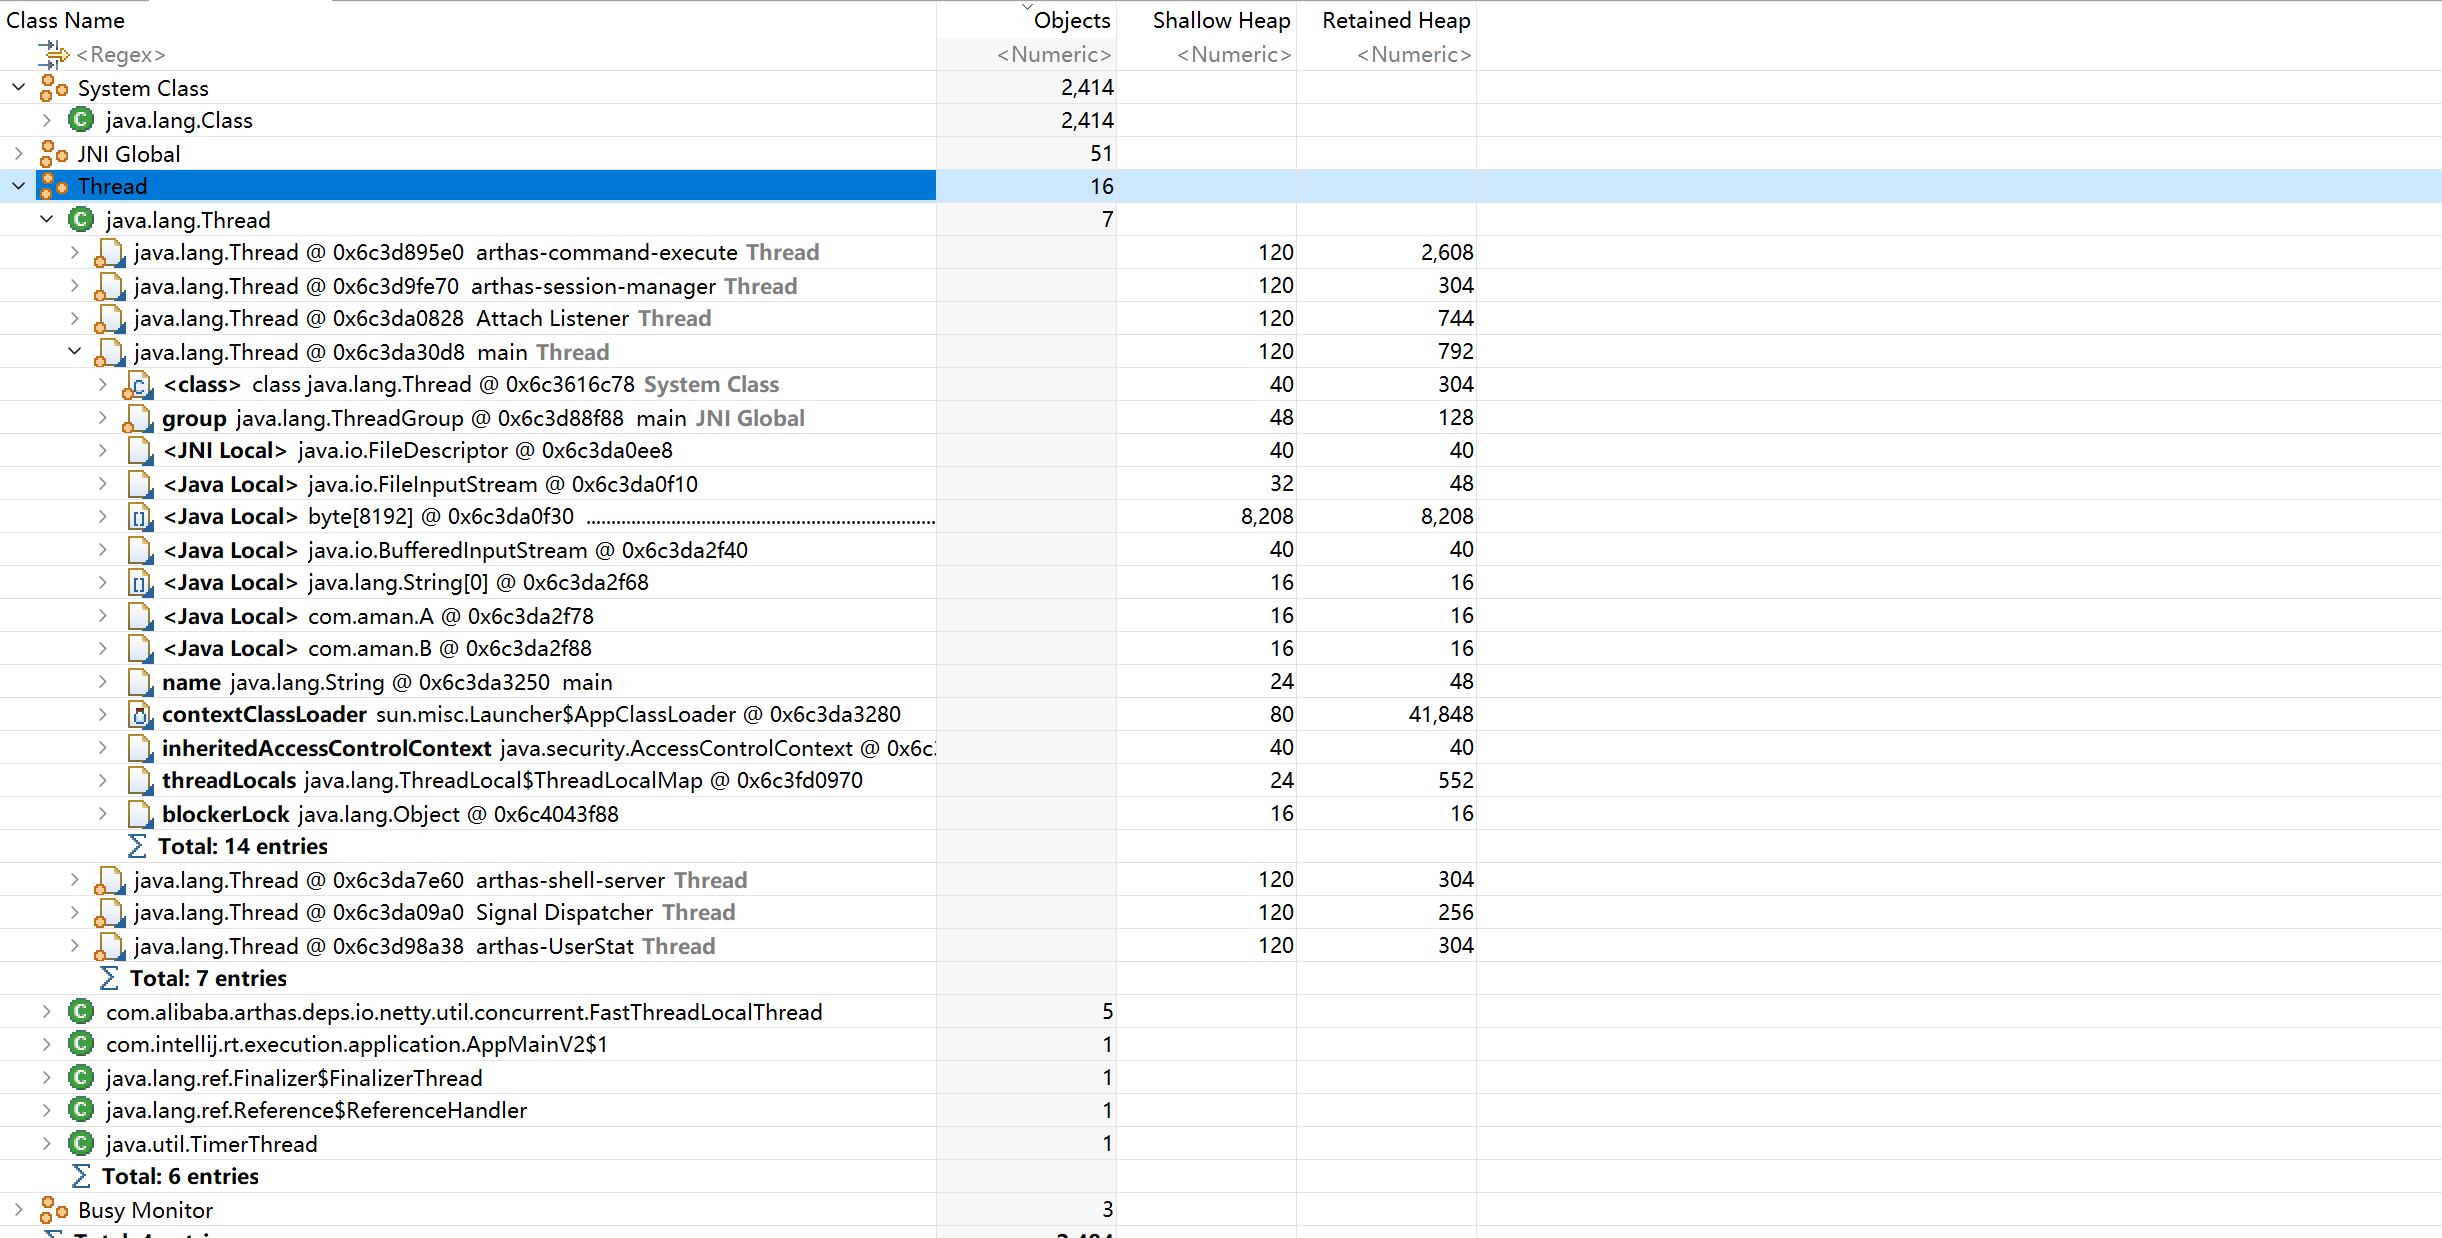 Class Name Objects Shallow Heap Retained Heap
<Regex> <Numeric> <Numeric> <Numeric>
System Class 2,414
java.lang.Class 2,414
JNI Global 51
Thread 16
java.lang.Thread 7
java.lang.Thread @ 0x6c3d895e0 arthas-command-execute Thread 120 2,608
java.lang.Thread @ 0x6c3d9fe70 arthas-session-manager Thread 120 304
java.lang.Thread @ 0x6c3da0828 Attach Listener Thread 120 744
java.lang.Thread @ 0x6c3da30d8 main Thread 120 792
<class> class java.lang.Thread @ 0x6c3616c78 System Class 40 304
group java.lang.ThreadGroup @ 0x6c3d88f88 main JNI Global 48 128
<JNI Local> java.io.FileDescriptor @ 0x6c3da0ee8 40 40
<Java Local> java.io.FileInputStream @ 0x6c3da0f10 32 48
<Java Local> byte[8192] @ 0x6c3da0f30 ...................................................................... 8,208 8,208
<Java Local> java.io.BufferedInputStream @ 0x6c3da2f40 40 40
<Java Local> java.lang.String[0] @ 0x6c3da2f68 16 16
<Java Local> com.aman.A @ 0x6c3da2f78 16 16
<Java Local> com.aman.B @ 0x6c3da2f88 16 16
name java.lang.String @ 0x6c3da3250 main 24 48
contextClassLoader sun.misc.Launcher$AppClassLoader @ 0x6c3da3280 80 41,848
inheritedAccessControlContext java.security.AccessControlContext @ 0x6c 40 40
threadLocals java.lang.ThreadLocal$ThreadLocalMap @ 0x6c3fd0970 24 552
blockerLock java.lang.Object @ 0x6c4043f88 16 16
Total: 14 entries
java.lang.Thread @ 0x6c3da7e60 arthas-shell-server Thread 120 304
java.lang.Thread @ 0x6c3da09a0 Signal Dispatcher Thread 120 256
java.lang.Thread @ 0x6c3d98a38 arthas-UserStat Thread 120 304
Total: 7 entries
com.alibaba.arthas.deps.io.netty.util.concurrent.FastThreadLocalThread 5
com.intellij.rt.execution.application.AppMainV2$1 1
java.lang.ref.Finalizer$FinalizerThread 1
java.lang.ref.Reference$ReferenceHandler 1
java.util.TimerThread 1
Total: 6 entries
Busy Monitor 3